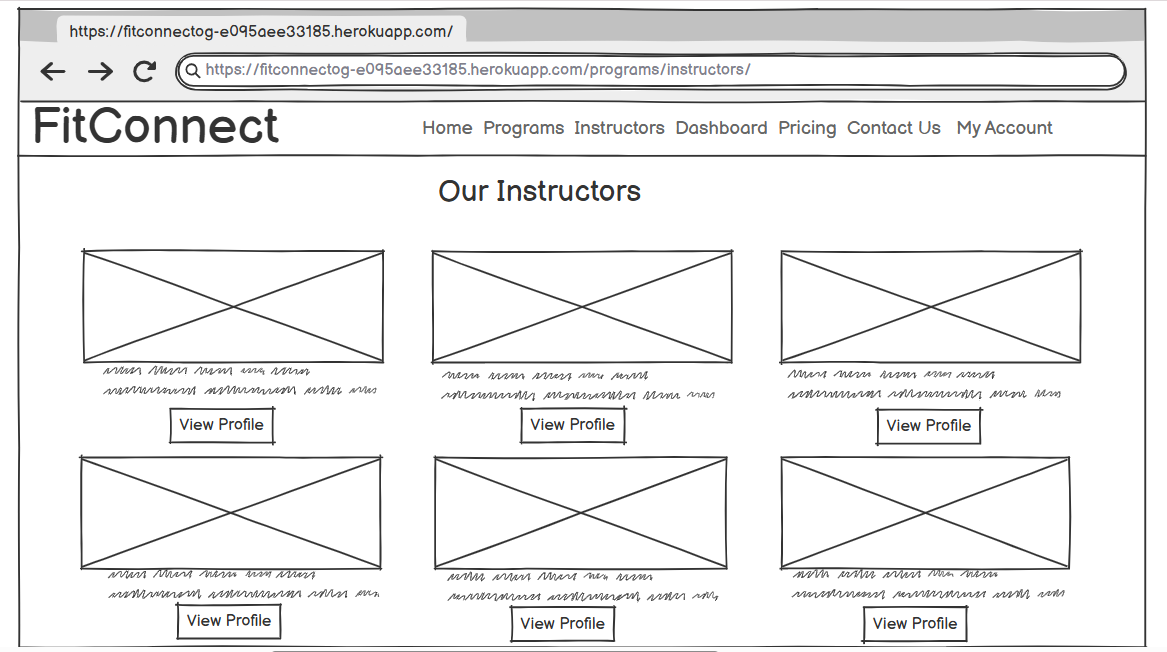 https://fitconnectog-e095aee33185.herokuapp.com/
https://fitconnectog-e095aee33185.herokuapp.com/programs/instructors/
FitConnect Home Programs Instructors Dashboard Pricing Contact Us My Account
Our Instructors
View Profile View Profile View Profile
View Profile View Profile View Profile